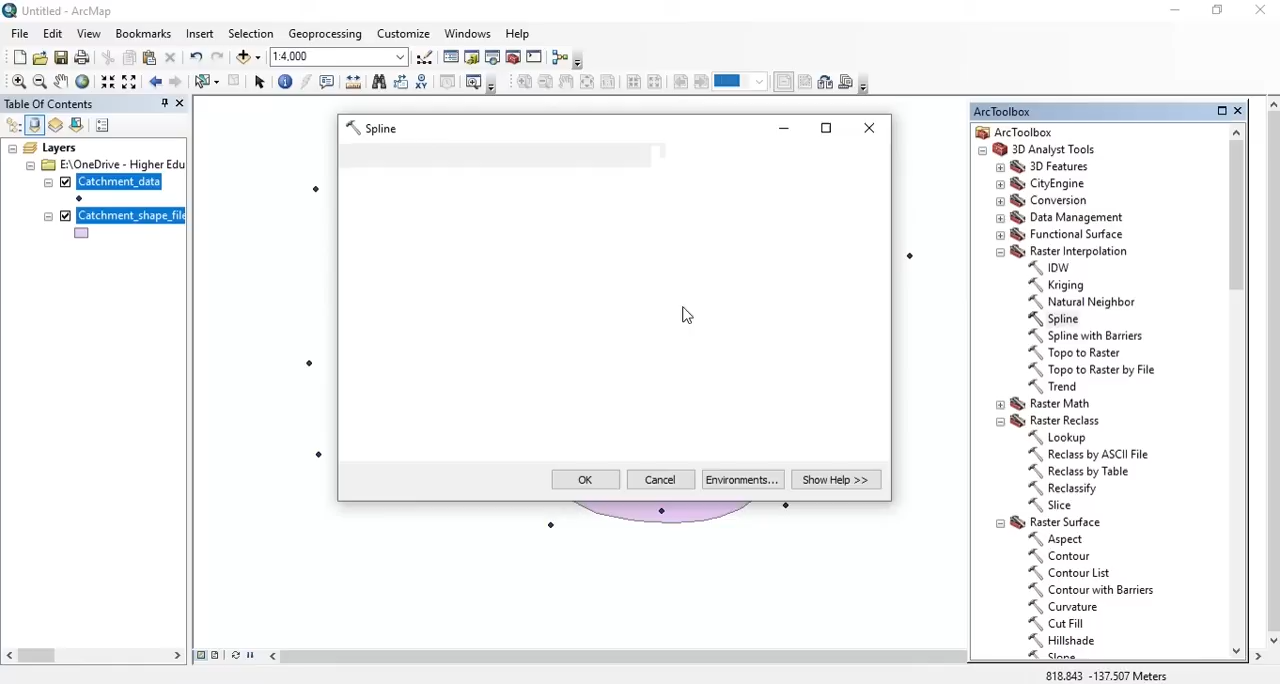 Untitled - ArcMap
File Edit View Bookmarks Insert Selection Geoprocessing Customize Windows Help
1:4,000
Table Of Contents
Layers
E:\OneDrive - Higher Edu
Catchment_data
Catchment_shape_file
Spline
OK Cancel Environments... Show Help >>
ArcToolbox
ArcToolbox
3D Analyst Tools
3D Features
CityEngine
Conversion
Data Management
Functional Surface
Raster Interpolation
IDW
Kriging
Natural Neighbor
Spline
Spline with Barriers
Topo to Raster
Topo to Raster by File
Trend
Raster Math
Raster Reclass
Lookup
Reclass by ASCII File
Reclass by Table
Reclassify
Slice
Raster Surface
Aspect
Contour
Contour List
Contour with Barriers
Curvature
Cut Fill
Hillshade
Slope
818.843 -137.507 Meters